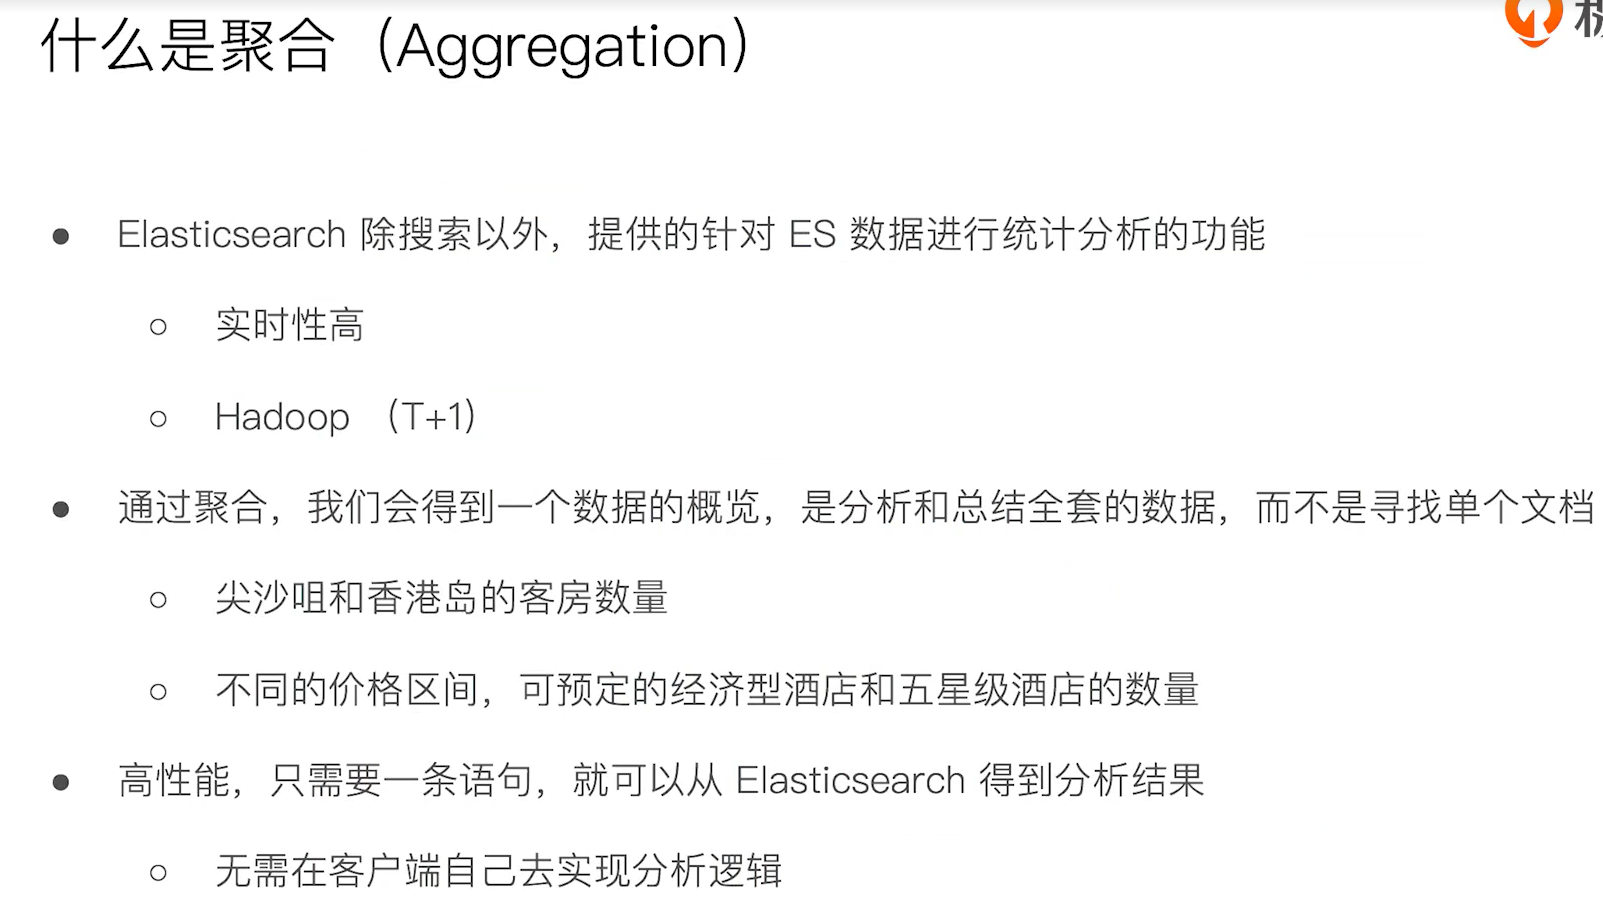 什么是聚合（Aggregation）
● Elasticsearch 除搜索以外，提供的针对 ES 数据进行统计分析的功能
○ 实时性高
○ Hadoop （T+1）
● 通过聚合，我们会得到一个数据的概览，是分析和总结全套的数据，而不是寻找单个文档
○ 尖沙咀和香港岛的客房数量
○ 不同的价格区间，可预定的经济型酒店和五星级酒店的数量
● 高性能，只需要一条语句，就可以从 Elasticsearch 得到分析结果
○ 无需在客户端自己去实现分析逻辑